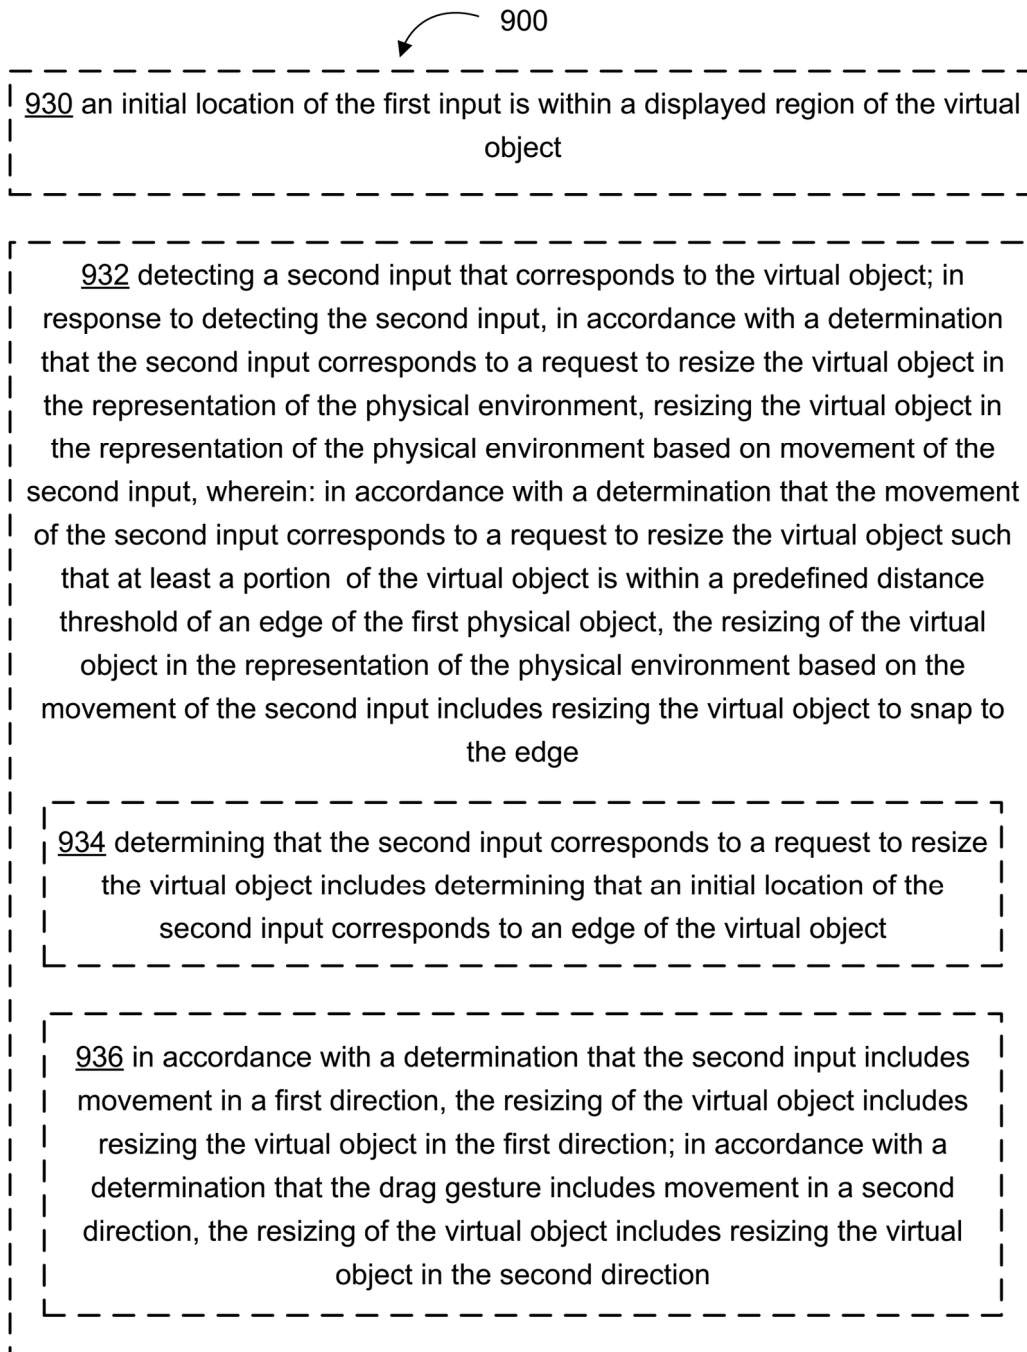 900
930 an initial location of the first input is within a displayed region of the virtual
object
932 detecting a second input that corresponds to the virtual object; in
response to detecting the second input, in accordance with a determination
that the second input corresponds to a request to resize the virtual object in
the representation of the physical environment, resizing the virtual object in
the representation of the physical environment based on movement of the
second input, wherein: in accordance with a determination that the movement
of the second input corresponds to a request to resize the virtual object such
that at least a portion of the virtual object is within a predefined distance
threshold of an edge of the first physical object, the resizing of the virtual
object in the representation of the physical environment based on the
movement of the second input includes resizing the virtual object to snap to
the edge
934 determining that the second input corresponds to a request to resize
the virtual object includes determining that an initial location of the
second input corresponds to an edge of the virtual object
936 in accordance with a determination that the second input includes
movement in a first direction, the resizing of the virtual object includes
resizing the virtual object in the first direction; in accordance with a
determination that the drag gesture includes movement in a second
direction, the resizing of the virtual object includes resizing the virtual
object in the second direction